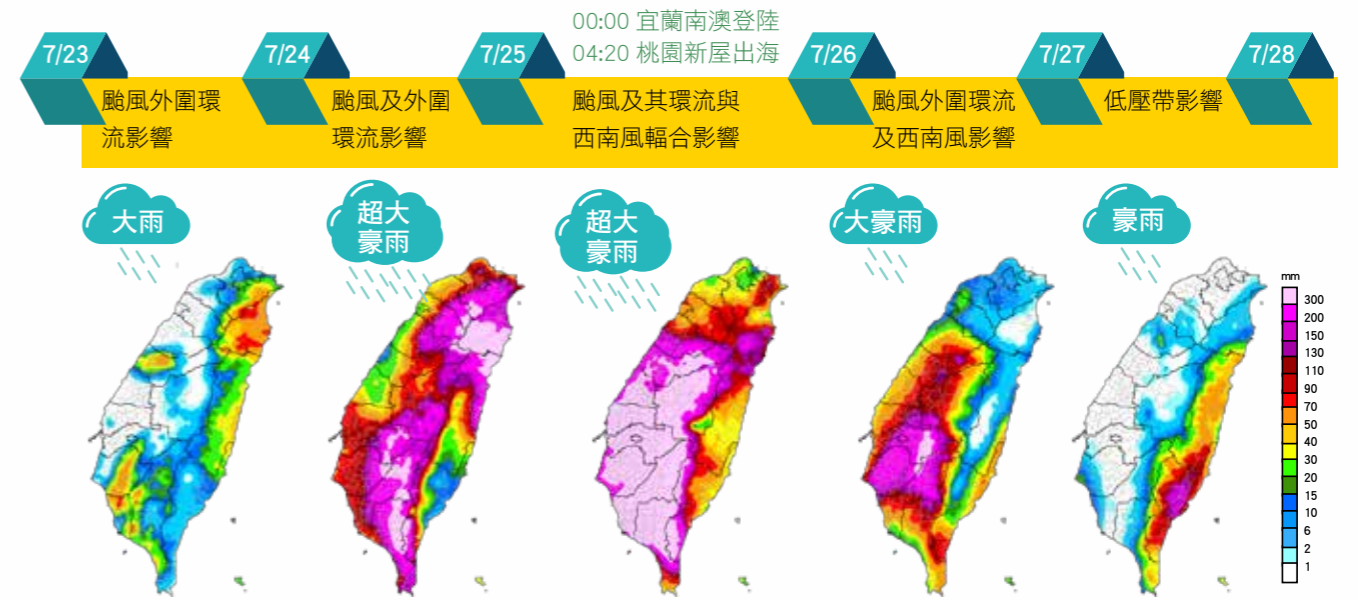 00:00 宜蘭南澳登陸
04:20 桃園新屋出海
7/23
7/24
7/25
7/26
7/27
7/28
颱風外圍環
流影響
颱風及外圍
環流影響
颱風及其環流與
西南風輻合影響
颱風外圍環流
及西南風影響
低壓帶影響
大雨
超大
豪雨
超大
豪雨
大豪雨
豪雨
mm
300
200
150
130
110
90
70
50
40
30
20
15
10
6
2
1